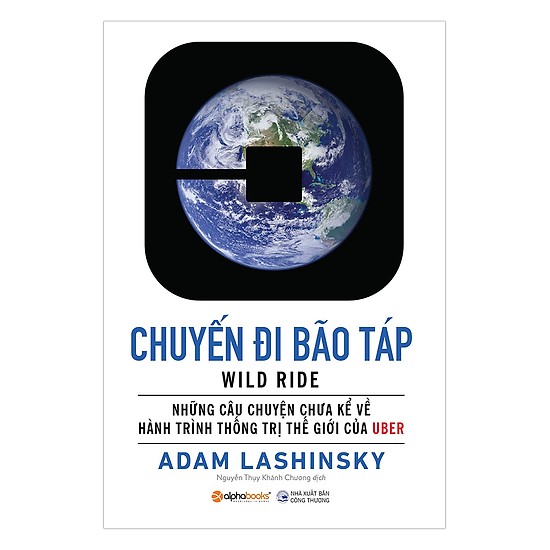 CHUYẾN ĐI BÃO TÁP
WILD RIDE
NHỮNG CÂU CHUYỆN CHƯA KỂ VỀ
HÀNH TRÌNH THỐNG TRỊ THẾ GIỚI CỦA UBER
ADAM LASHINSKY
Nguyễn Thụy Khánh Chương dịch
alphabooks
NHÀ XUẤT BẢN
CÔNG THƯƠNG